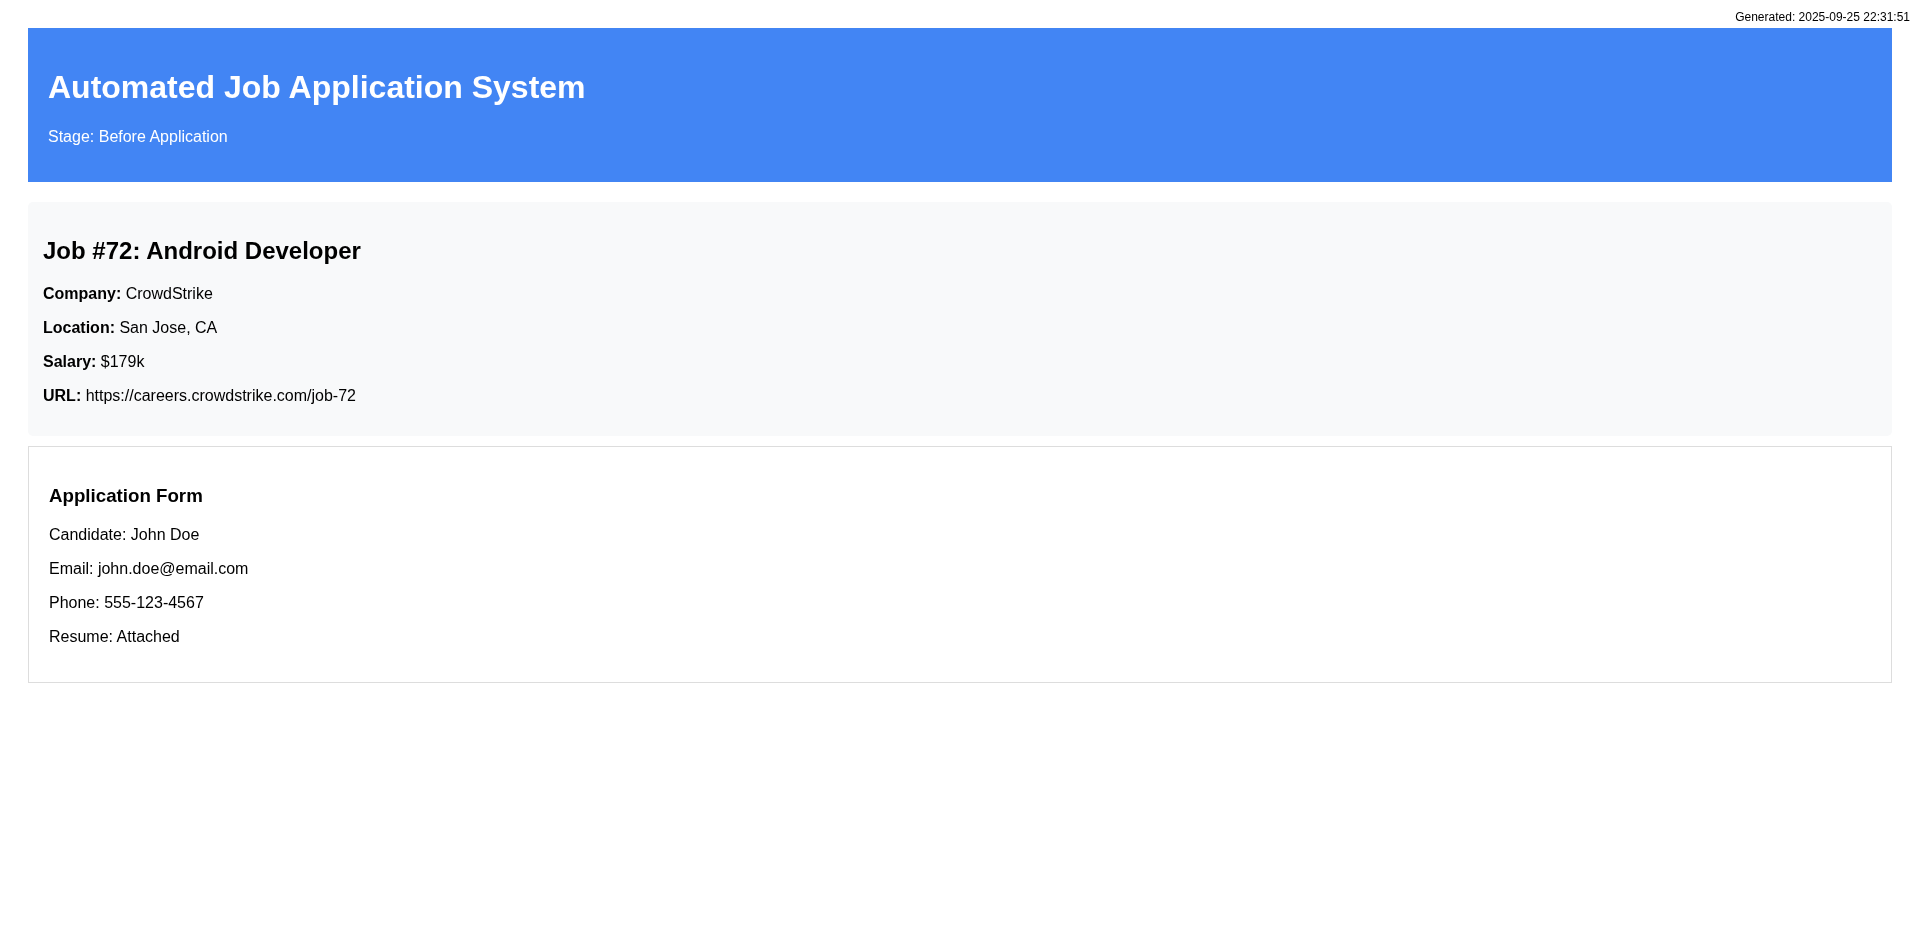 Generated: 2025-09-25 22:31:51
Automated Job Application System
Stage: Before Application
Job #72: Android Developer
Company: CrowdStrike
Location: San Jose, CA
Salary: $179k
URL: https://careers.crowdstrike.com/job-72
Application Form
Candidate: John Doe
Email: john.doe@email.com
Phone: 555-123-4567
Resume: Attached